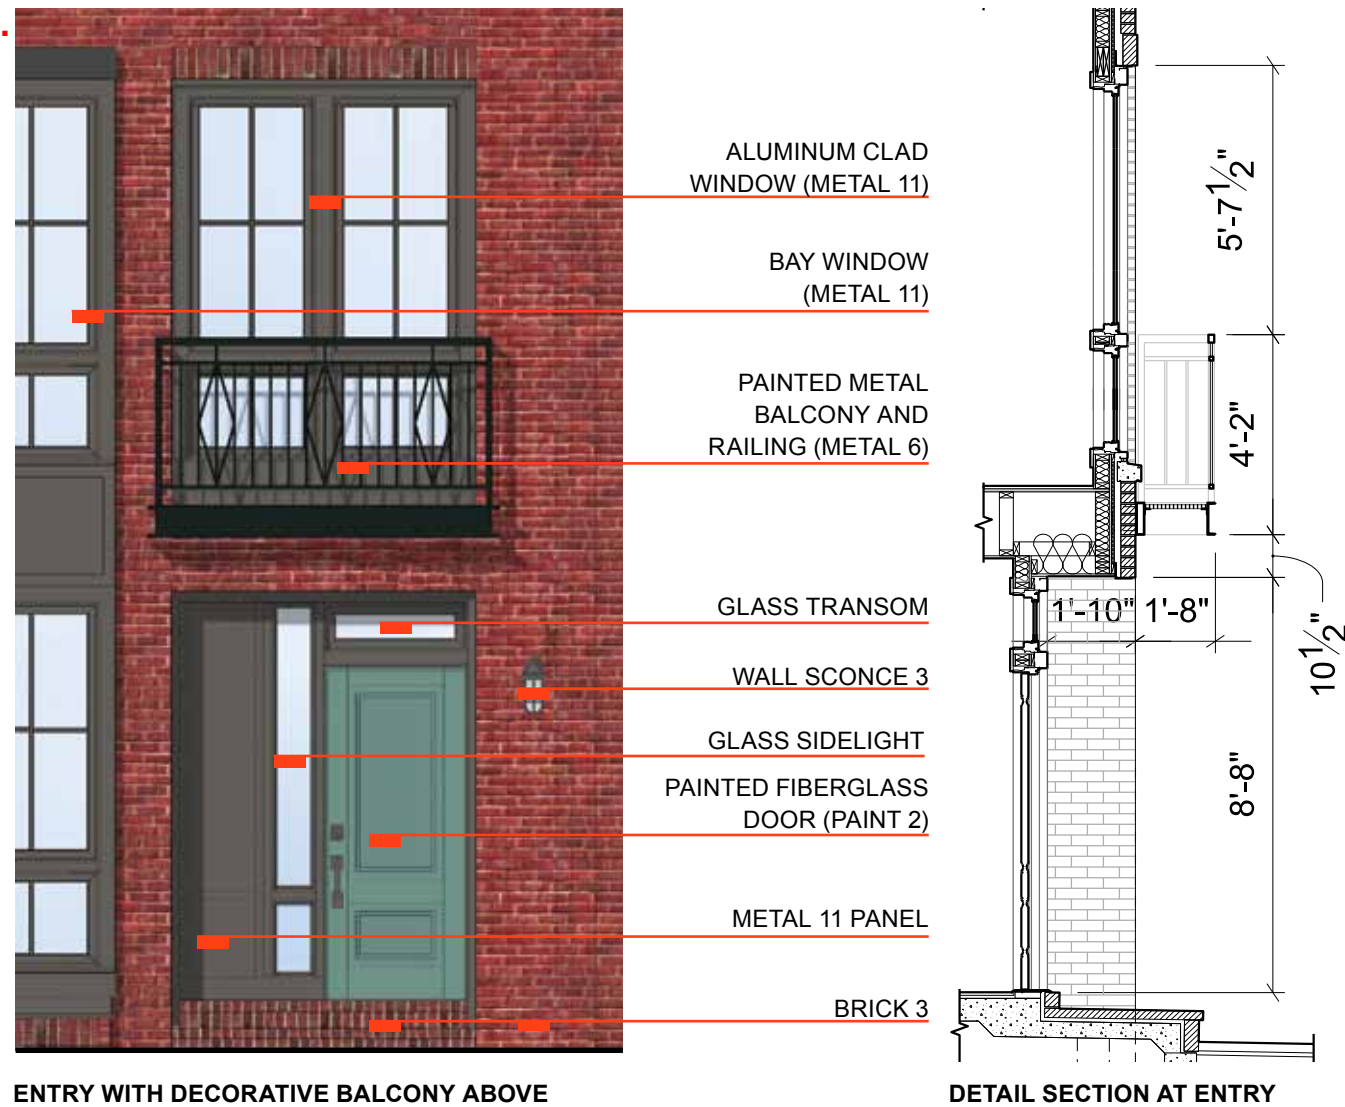 ALUMINUM CLAD
WINDOW (METAL 11)
BAY WINDOW
(METAL 11)
PAINTED METAL
BALCONY AND
RAILING (METAL 6)
GLASS TRANSOM
WALL SCONCE 3
GLASS SIDELIGHT
PAINTED FIBERGLASS
DOOR (PAINT 2)
METAL 11 PANEL
BRICK 3
5'-7 1/2"
4'-2"
1'-10" 1'-8"
10 1/2"
8'-8"
ENTRY WITH DECORATIVE BALCONY ABOVE
DETAIL SECTION AT ENTRY